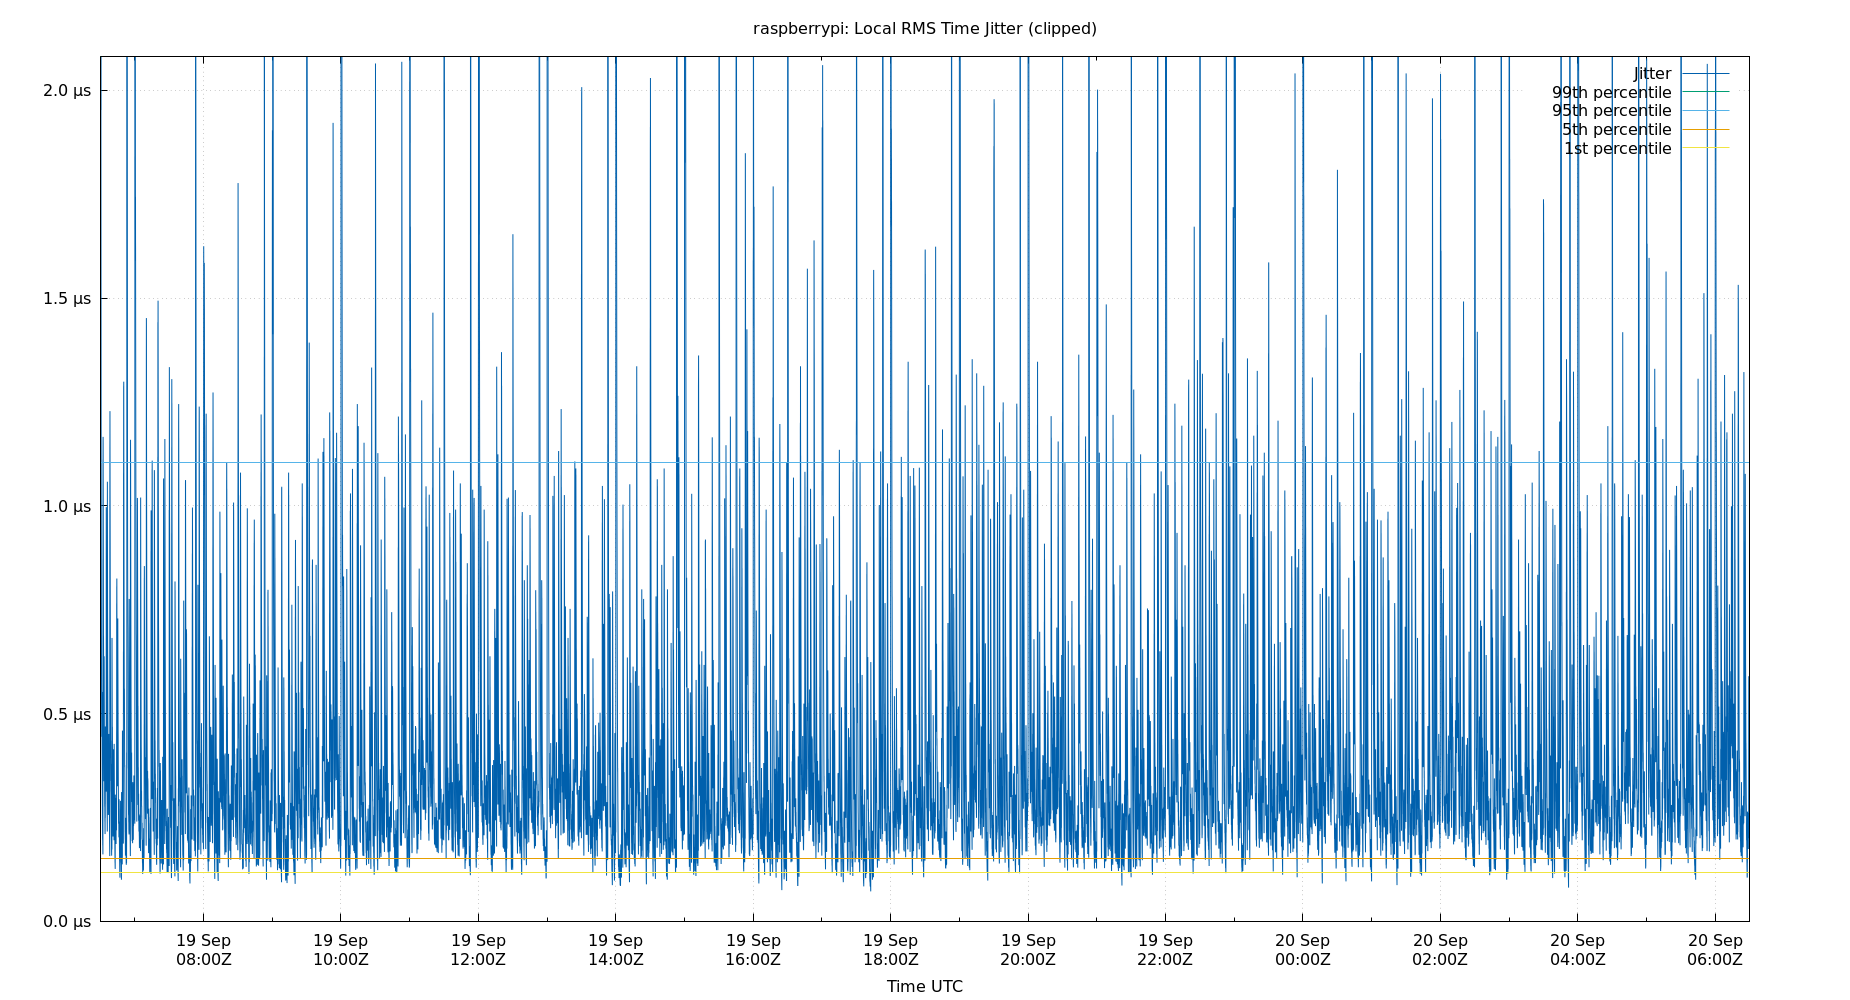 raspberrypi: Local RMS Time Jitter (clipped)
2.0 µs
1.5 µs
1.0 µs
0.5 µs
0.0 µs
Jitter
99th percentile
95th percentile
5th percentile
1st percentile
19 Sep 19 Sep 19 Sep 19 Sep 19 Sep 19 Sep 19 Sep 19 Sep 20 Sep 20 Sep 20 Sep 20 Sep
08:00Z 10:00Z 12:00Z 14:00Z 16:00Z 18:00Z 20:00Z 22:00Z 00:00Z 02:00Z 04:00Z 06:00Z
Time UTC